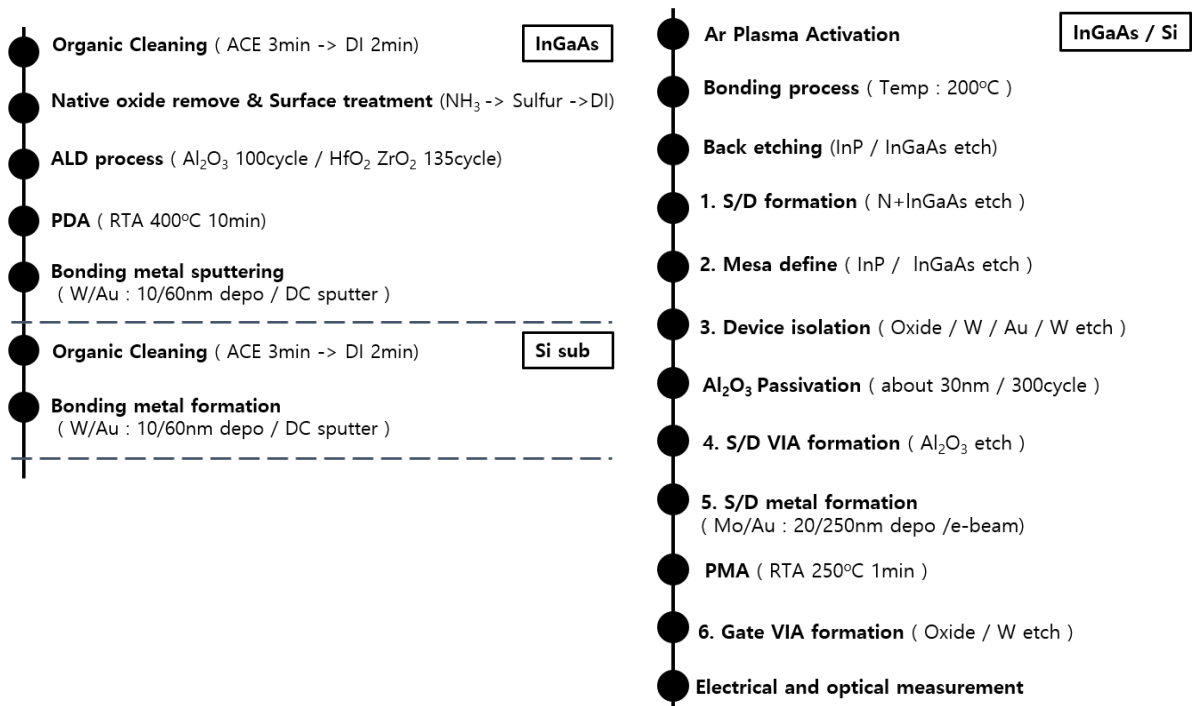 Organic Cleaning ( ACE 3min -> DI 2min)
InGaAs
Native oxide remove & Surface treatment (NH₃ -> Sulfur ->DI)
ALD process ( Al₂O₃ 100cycle / HfO₂ ZrO₂ 135cycle)
PDA ( RTA 400ºC 10min)
Bonding metal sputtering
( W/Au : 10/60nm depo / DC sputter )
Organic Cleaning ( ACE 3min -> DI 2min)
Si sub
Bonding metal formation
( W/Au : 10/60nm depo / DC sputter )
Ar Plasma Activation
InGaAs / Si
Bonding process ( Temp : 200ºC )
Back etching (InP / InGaAs etch)
1. S/D formation ( N+InGaAs etch )
2. Mesa define ( InP / InGaAs etch )
3. Device isolation ( Oxide / W / Au / W etch )
Al₂O₃ Passivation ( about 30nm / 300cycle )
4. S/D VIA formation ( Al₂O₃ etch )
5. S/D metal formation
( Mo/Au : 20/250nm depo /e-beam)
PMA ( RTA 250ºC 1min )
6. Gate VIA formation ( Oxide / W etch )
Electrical and optical measurement